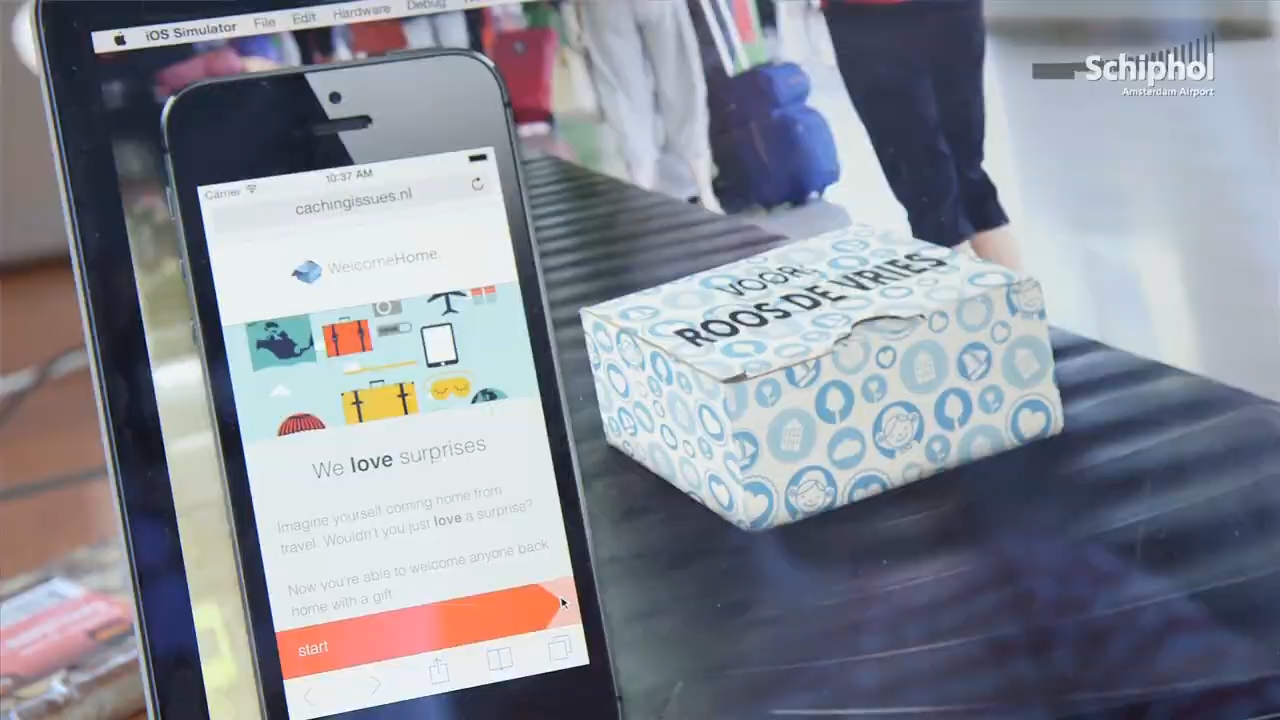 iOS Simulator File Edit Hardware Debug
Schiphol
Amsterdam Airport
Carrier 10:37 AM
cachingissues.nl
WelcomeHome
VOOR:
ROOS DE VRIES
We love surprises
Imagine yourself coming home from
travel. Wouldn't you just love a surprise?
Now you're able to welcome anyone back
home with a gift
start